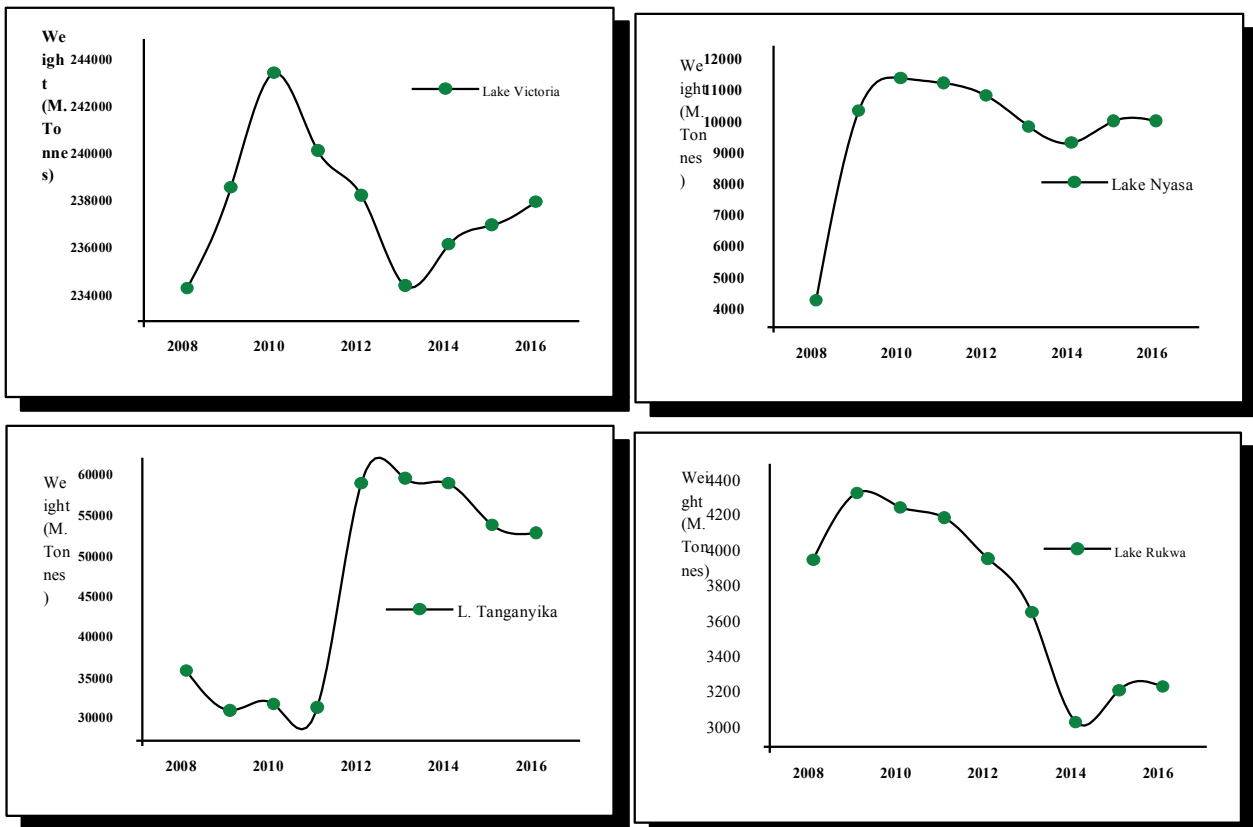 We
igh
t
(M.
To
nne
s)
244000
242000
240000
238000
236000
234000
Lake Victoria
2008 2010 2012 2014 2016
We
ight
(M.
Ton
nes
)
12000
11000
10000
9000
8000
7000
6000
5000
4000
Lake Nyasa
2008 2010 2012 2014 2016
We
ight
(M.
Ton
nes
)
60000
55000
50000
45000
40000
35000
30000
L. Tanganyika
2008 2010 2012 2014 2016
Wei
ght
(M.
Ton
nes)
4400
4200
4000
3800
3600
3400
3200
3000
Lake Rukwa
2008 2010 2012 2014 2016